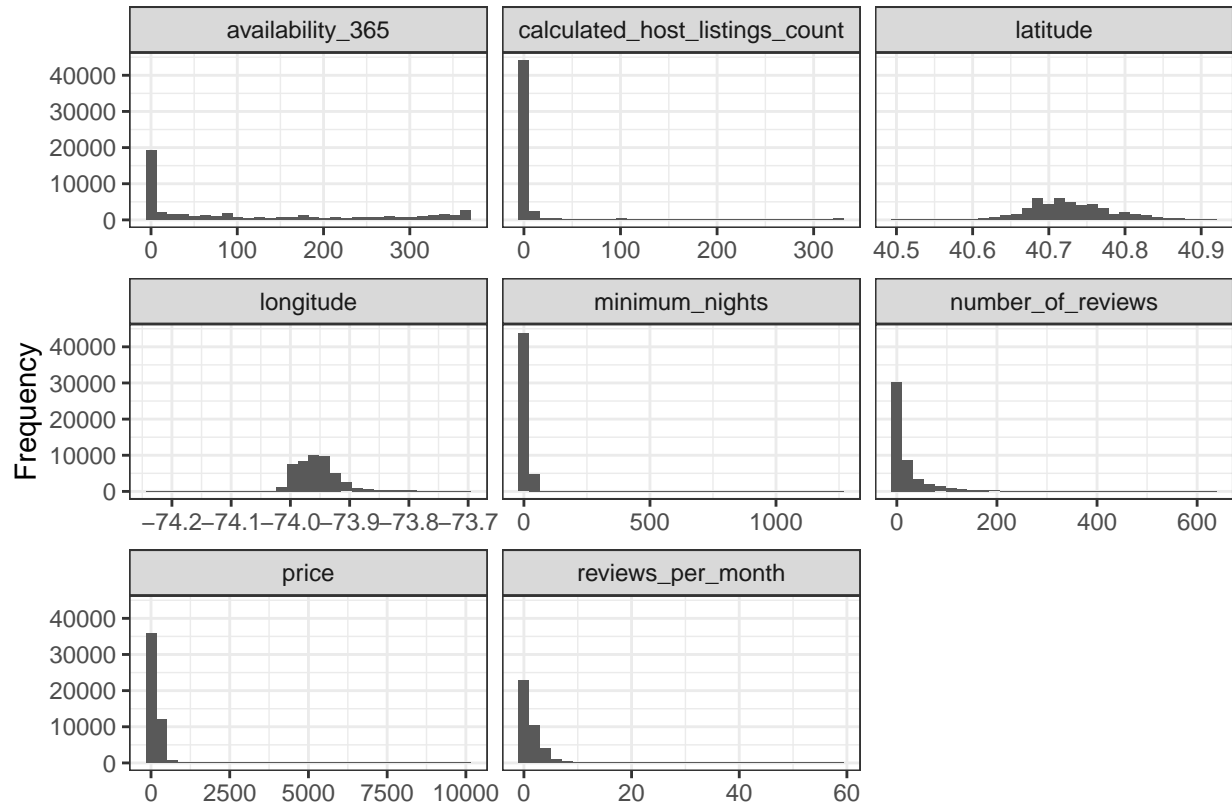 availability_365 calculated_host_listings_count latitude
40000
30000
20000
10000
0
0 100 200 300 0 100 200 300 40.5 40.6 40.7 40.8 40.9
longitude minimum_nights number_of_reviews
40000
30000
20000
10000
0
Frequency
−74.2 −74.1 −74.0 −73.9 −73.8 −73.7 0 500 1000 0 200 400 600
price reviews_per_month
40000
30000
20000
10000
0
0 2500 5000 7500 10000 0 20 40 60